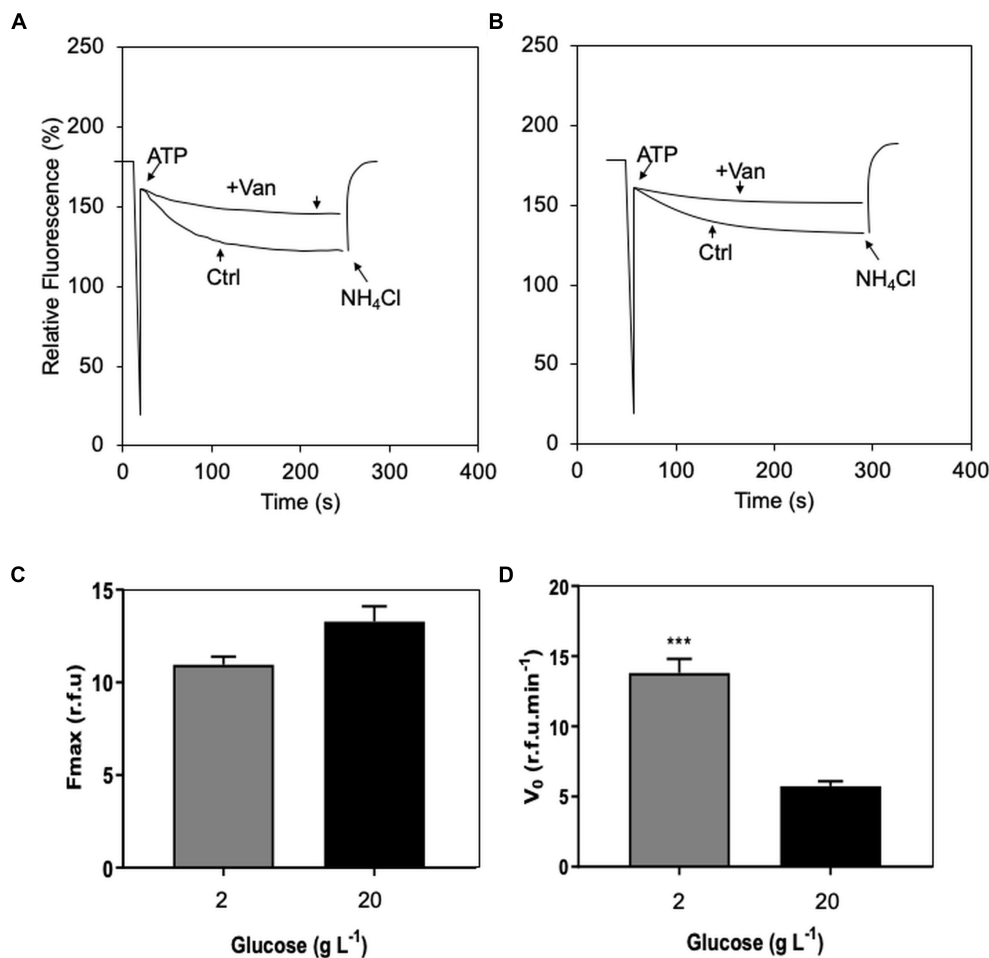 A
250
200
150
100
50
0
Relative Fluorescence (%)
ATP
+Van
Ctrl
NH₄Cl
0 100 200 300 400
Time (s)
B
250
200
150
100
50
0
ATP
+Van
Ctrl
NH₄Cl
0 100 200 300 400
Time (s)
C
15
10
5
0
Fmax (r.f.u)
2 20
Glucose (g L⁻¹)
D
20
15
10
5
0
V₀ (r.f.u.min⁻¹)
***
2 20
Glucose (g L⁻¹)